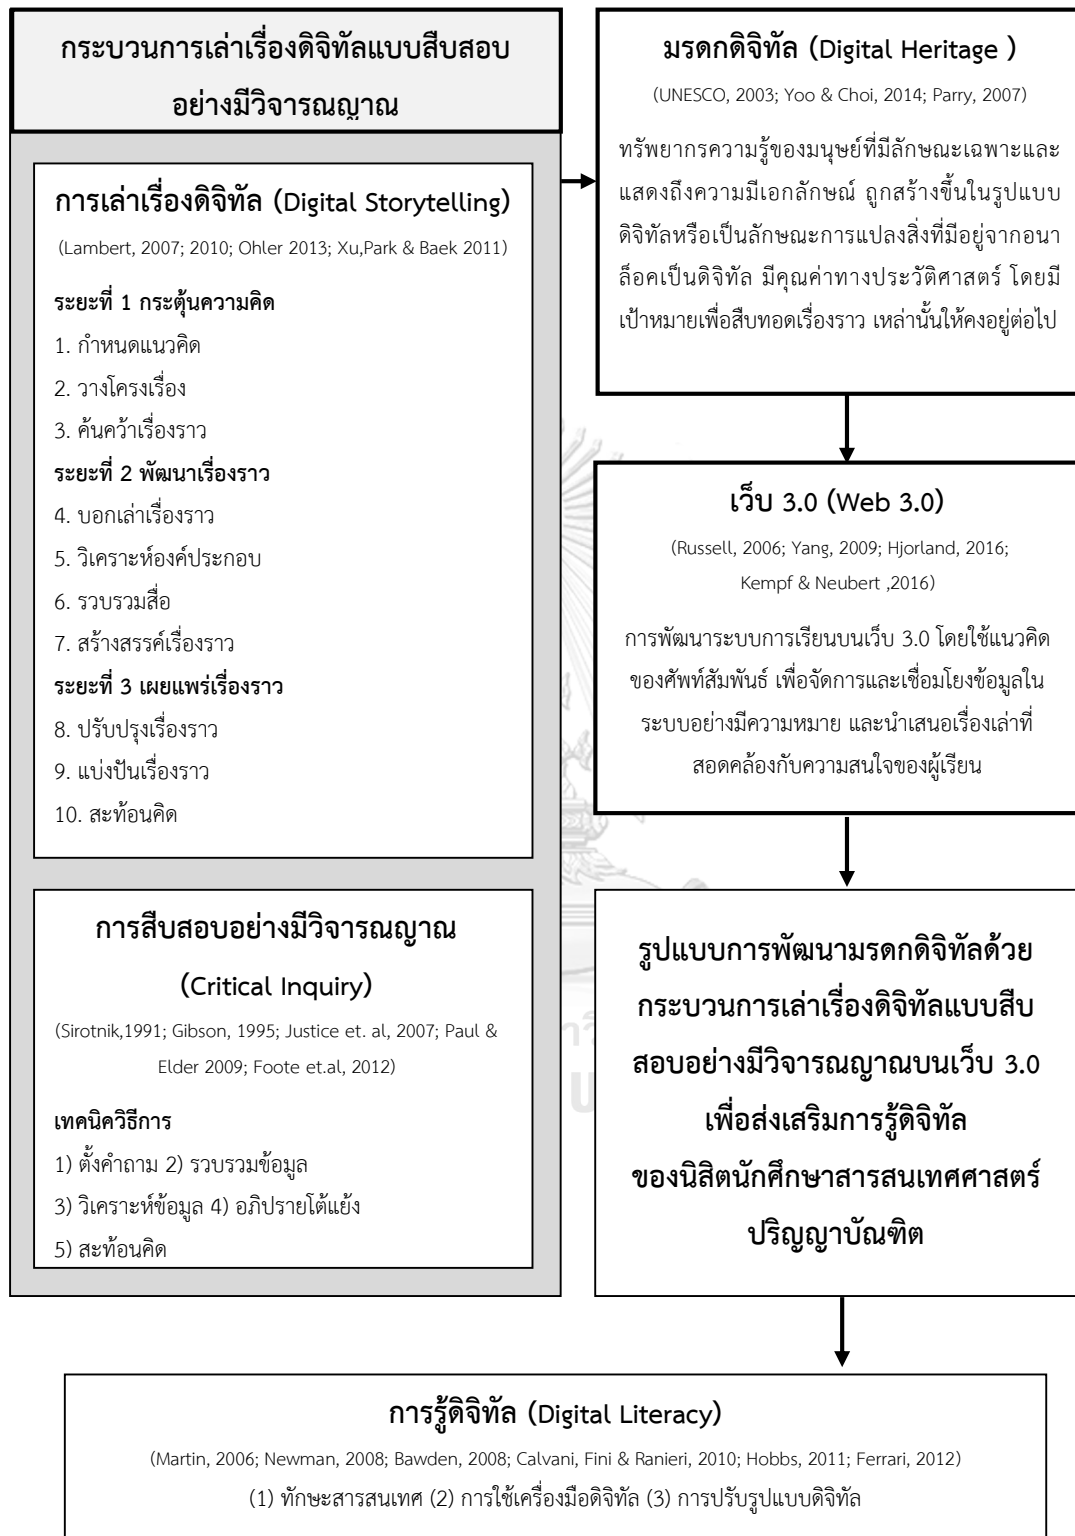 กระบวนการเล่าเรื่องดิจิทัลแบบสืบสอบ
อย่างมีวิจารณญาณ
การเล่าเรื่องดิจิทัล (Digital Storytelling)
(Lambert, 2007; 2010; Ohler 2013; Xu,Park & Baek 2011)
ระยะที่ 1 กระตุ้นความคิด
1. กำหนดแนวคิด
2. วางโครงเรื่อง
3. ค้นคว้าเรื่องราว
ระยะที่ 2 พัฒนาเรื่องราว
4. บอกเล่าเรื่องราว
5. วิเคราะห์องค์ประกอบ
6. รวบรวมสื่อ
7. สร้างสรรค์เรื่องราว
ระยะที่ 3 เผยแพร่เรื่องราว
8. ปรับปรุงเรื่องราว
9. แบ่งปันเรื่องราว
10. สะท้อนคิด
การสืบสอบอย่างมีวิจารณญาณ
(Critical Inquiry)
(Sirotnik,1991; Gibson, 1995; Justice et. al, 2007; Paul &
Elder 2009; Foote et.al, 2012)
เทคนิควิธีการ
1) ตั้งคำถาม 2) รวบรวมข้อมูล
3) วิเคราะห์ข้อมูล 4) อภิปรายโต้แย้ง
5) สะท้อนคิด
มรดกดิจิทัล (Digital Heritage )
(UNESCO, 2003; Yoo & Choi, 2014; Parry, 2007)
ทรัพยากรความรู้ของมนุษย์ที่มีลักษณะเฉพาะและ
แสดงถึงความมีเอกลักษณ์ ถูกสร้างขึ้นในรูปแบบ
ดิจิทัลหรือเป็นลักษณะการแปลงสิ่งที่มีอยู่จากอนา
ล็อคเป็นดิจิทัล มีคุณค่าทางประวัติศาสตร์ โดยมี
เป้าหมายเพื่อสืบทอดเรื่องราว เหล่านั้นให้คงอยู่ต่อไป
เว็บ 3.0 (Web 3.0)
(Russell, 2006; Yang, 2009; Hjorland, 2016;
Kempf & Neubert ,2016)
การพัฒนาระบบการเรียนบนเว็บ 3.0 โดยใช้แนวคิด
ของศัพท์สัมพันธ์ เพื่อจัดการและเชื่อมโยงข้อมูลใน
ระบบอย่างมีความหมาย และนำเสนอเรื่องเล่าที่
สอดคล้องกับความสนใจของผู้เรียน
รูปแบบการพัฒนามรดกดิจิทัลด้วย
กระบวนการเล่าเรื่องดิจิทัลแบบสืบ
สอบอย่างมีวิจารณญาณบนเว็บ 3.0
เพื่อส่งเสริมการรู้ดิจิทัล
ของนิสิตนักศึกษาสารสนเทศศาสตร์
ปริญญาบัณฑิต
การรู้ดิจิทัล (Digital Literacy)
(Martin, 2006; Newman, 2008; Bawden, 2008; Calvani, Fini & Ranieri, 2010; Hobbs, 2011; Ferrari, 2012)
(1) ทักษะสารสนเทศ (2) การใช้เครื่องมือดิจิทัล (3) การปรับรูปแบบดิจิทัล